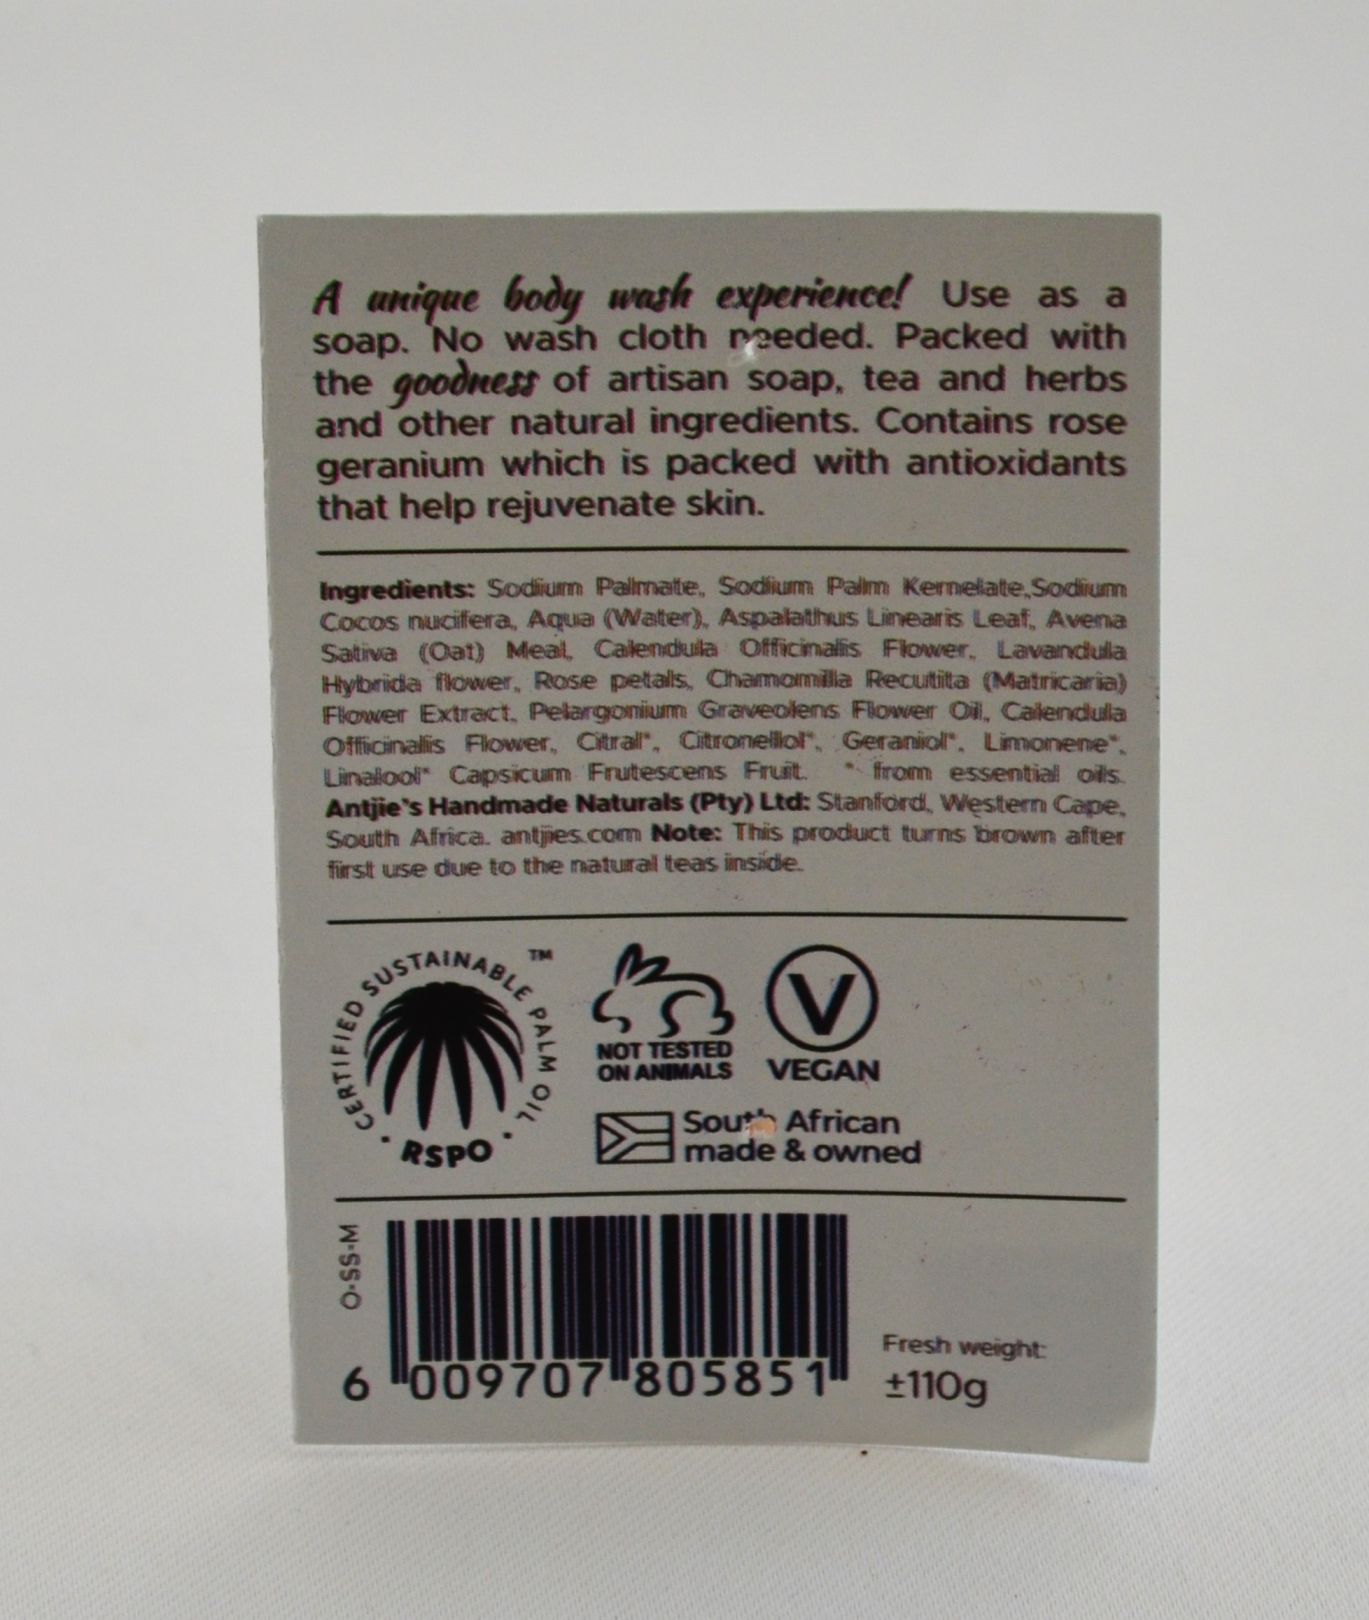 A unique body wash experience! Use as a
soap. No wash cloth needed. Packed with
the goodness of artisan soap, tea and herbs
and other natural ingredients. Contains rose
geranium which is packed with antioxidants
that help rejuvenate skin.
Ingredients: Sodium Palmate, Sodium Palm Kernelate,Sodium
Cocos nucifera, Aqua (Water), Aspalathus Linearis Leaf, Avena
Sativa (Oat) Meal, Calendula Officinalis Flower, Lavandula
Hybrida flower, Rose petals, Chamomilla Recutita (Matricaria)
Flower Extract, Pelargonium Graveolens Flower Oil, Calendula
Officinalis Flower, Citral*, Citronellol*, Geraniol*, Limonene*,
Linalool* Capsicum Frutescens Fruit. * from essential oils.
Antjie's Handmade Naturals (Pty) Ltd: Stanford, Western Cape,
South Africa. antjies.com Note: This product turns brown after
first use due to the natural teas inside.
CERTIFIED SUSTAINABLE PALM OIL ™
RSPO
NOT TESTED
ON ANIMALS
V
VEGAN
South African
made & owned
O-SS-M
6 009707 805851
Fresh weight:
±110g